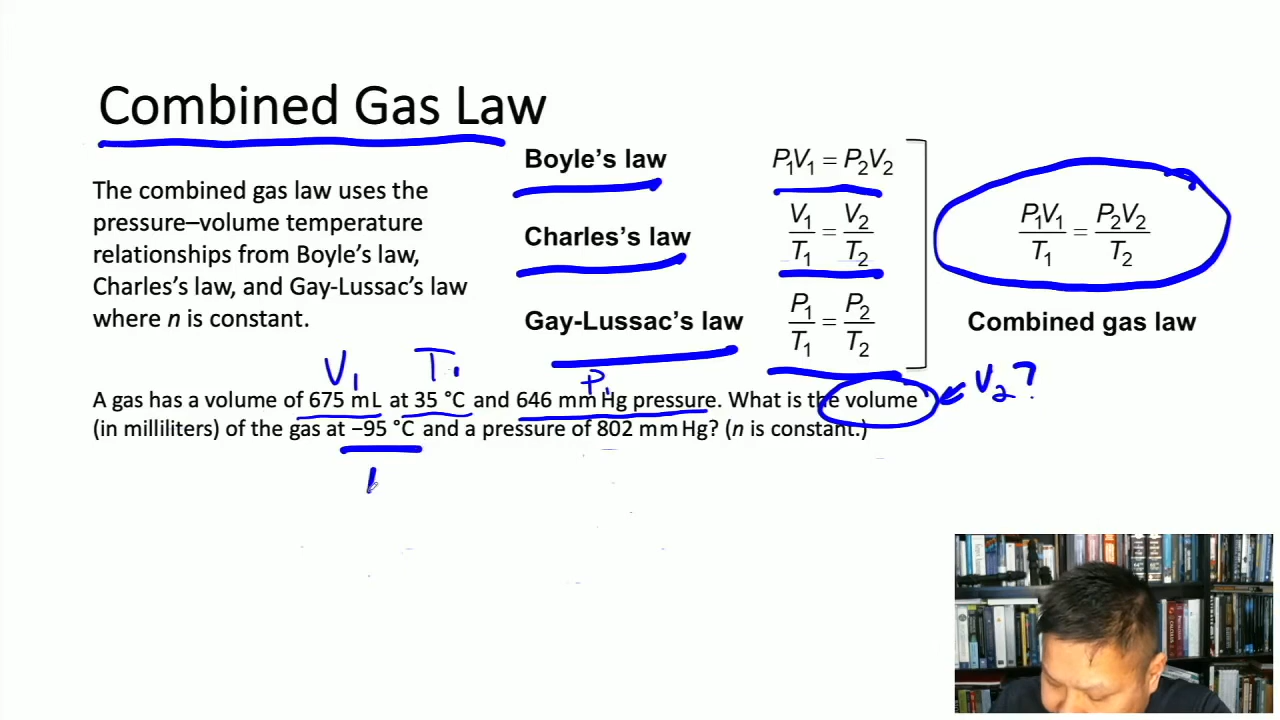 Combined Gas Law
The combined gas law uses the
pressure–volume temperature
relationships from Boyle's law,
Charles's law, and Gay-Lussac's law
where n is constant.
Boyle's law
P₁V₁ = P₂V₂
Charles's law
V₁/T₁ = V₂/T₂
Gay-Lussac's law
P₁/T₁ = P₂/T₂
P₁V₁/T₁ = P₂V₂/T₂
Combined gas law
V₁ T₁ P₁ V₂?
A gas has a volume of 675 mL at 35 °C and 646 mm Hg pressure. What is the volume
(in milliliters) of the gas at −95 °C and a pressure of 802 mm Hg? (n is constant.)